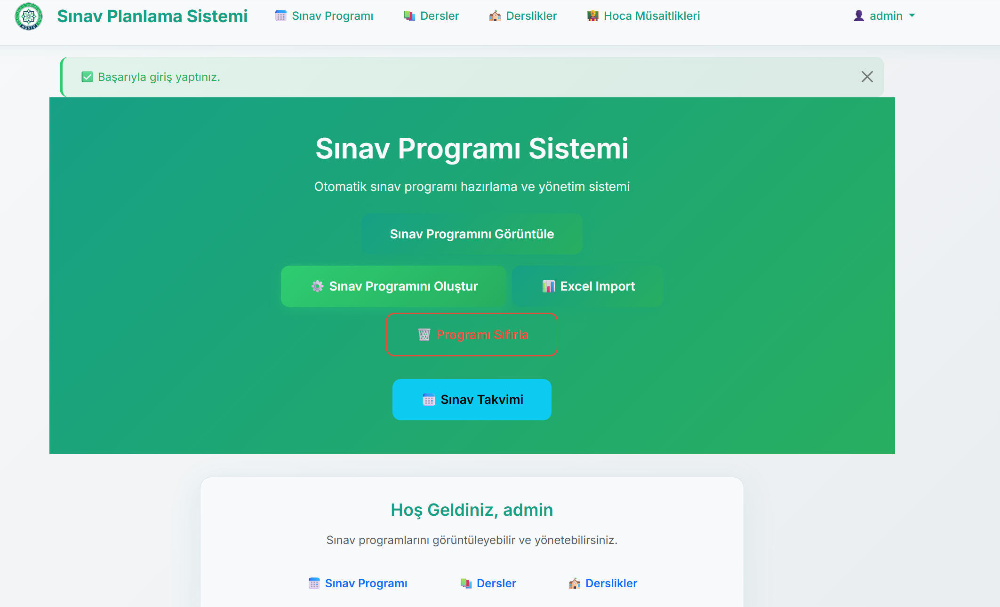 KOSTÜ
Sınav Planlama Sistemi
Sınav Programı
Dersler
Derslikler
Hoca Müsaitlikleri
admin
Başarıyla giriş yaptınız.
Sınav Programı Sistemi
Otomatik sınav programı hazırlama ve yönetim sistemi
Sınav Programını Görüntüle
Sınav Programını Oluştur
Excel Import
Programı Sıfırla
Sınav Takvimi
Hoş Geldiniz, admin
Sınav programlarını görüntüleyebilir ve yönetebilirsiniz.
Sınav Programı
Dersler
Derslikler